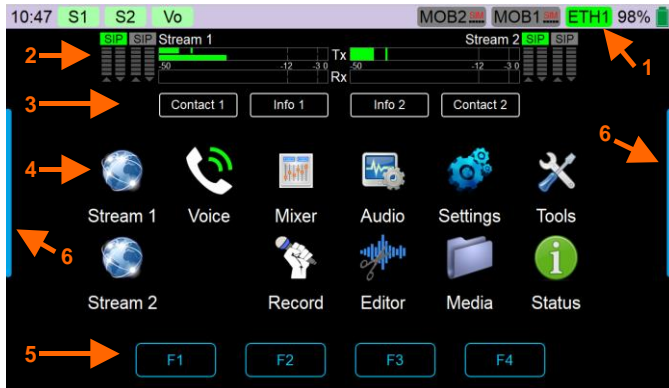 10:47 S1 S2 Vo MOB2 SIM MOB1 SIM ETH1 98%
SIP SIP Stream 1 Stream 2 SIP SIP
2 1
Tx
-50 -12 -3 0 -50 -12 -3 0
Rx
3 Contact 1 Info 1 Info 2 Contact 2
6
4
Stream 1 Voice Mixer Audio Settings Tools
6
Stream 2 Record Editor Media Status
5 F1 F2 F3 F4